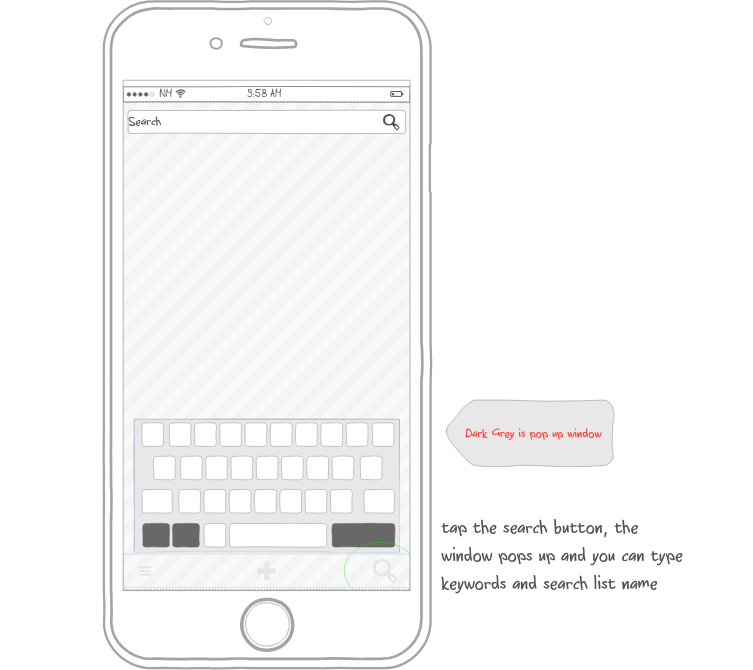 NM 9:58 AM
Search
Dark Grey is pop up window
tap the search button, the
window pops up and you can type
keywords and search list name